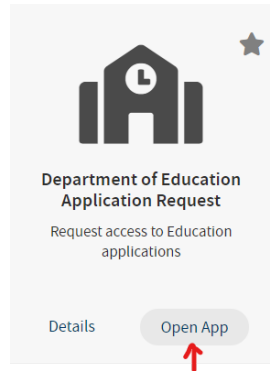 Department of Education
Application Request
Request access to Education
applications
Details Open App